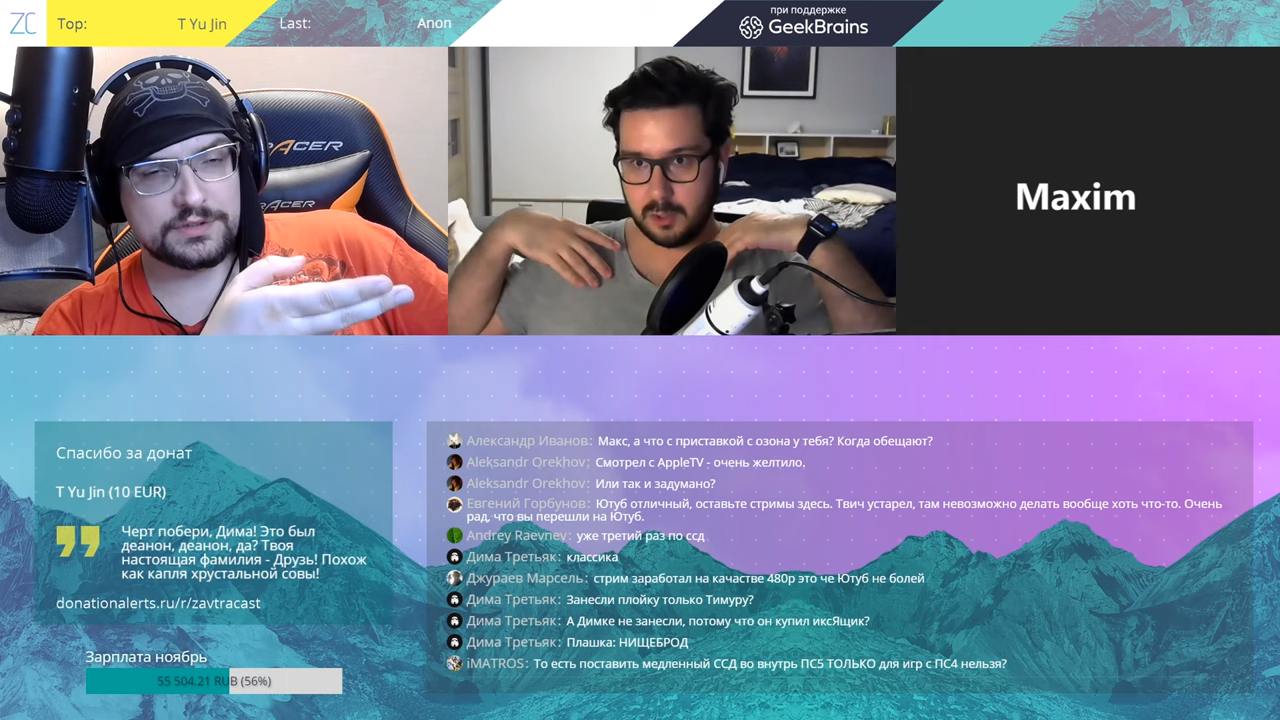 ZC
Top:
T Yu Jin
Last:
Anon
при поддержке
GeekBrains
ACER
ACER
Maxim
Спасибо за донат
T Yu Jin (10 EUR)
Черт побери, Дима! Это был
деанон, деанон, да? Твоя
настоящая фамилия - Друзь! Похож
как капля хрустальной совы!
donationalerts.ru/r/zavtracast
Зарплата ноябрь
55 504.21 RUB (56%)
Александр Иванов: Макс, а что с приставкой с озона у тебя? Когда обещают?
Aleksandr Orekhov: Смотрел с AppleTV - очень желтило.
Aleksandr Orekhov: Или так и задумано?
Евгений Горбунов: Ютуб отличный, оставьте стримы здесь. Твич устарел, там невозможно делать вообще хоть что-то. Очень
рад, что вы перешли на Ютуб.
Andrey Raevnev: уже третий раз по ссд
Дима Третьяк: классика
Джураев Марсель: стрим заработал на качастве 480p это че Ютуб не болей
Дима Третьяк: Занесли плойку только Тимуру?
Дима Третьяк: А Димке не занесли, потому что он купил иксЯщик?
Дима Третьяк: Плашка: НИЩЕБРОД
iMATROS: То есть поставить медленный ССД во внутрь ПС5 ТОЛЬКО для игр с ПС4 нельзя?